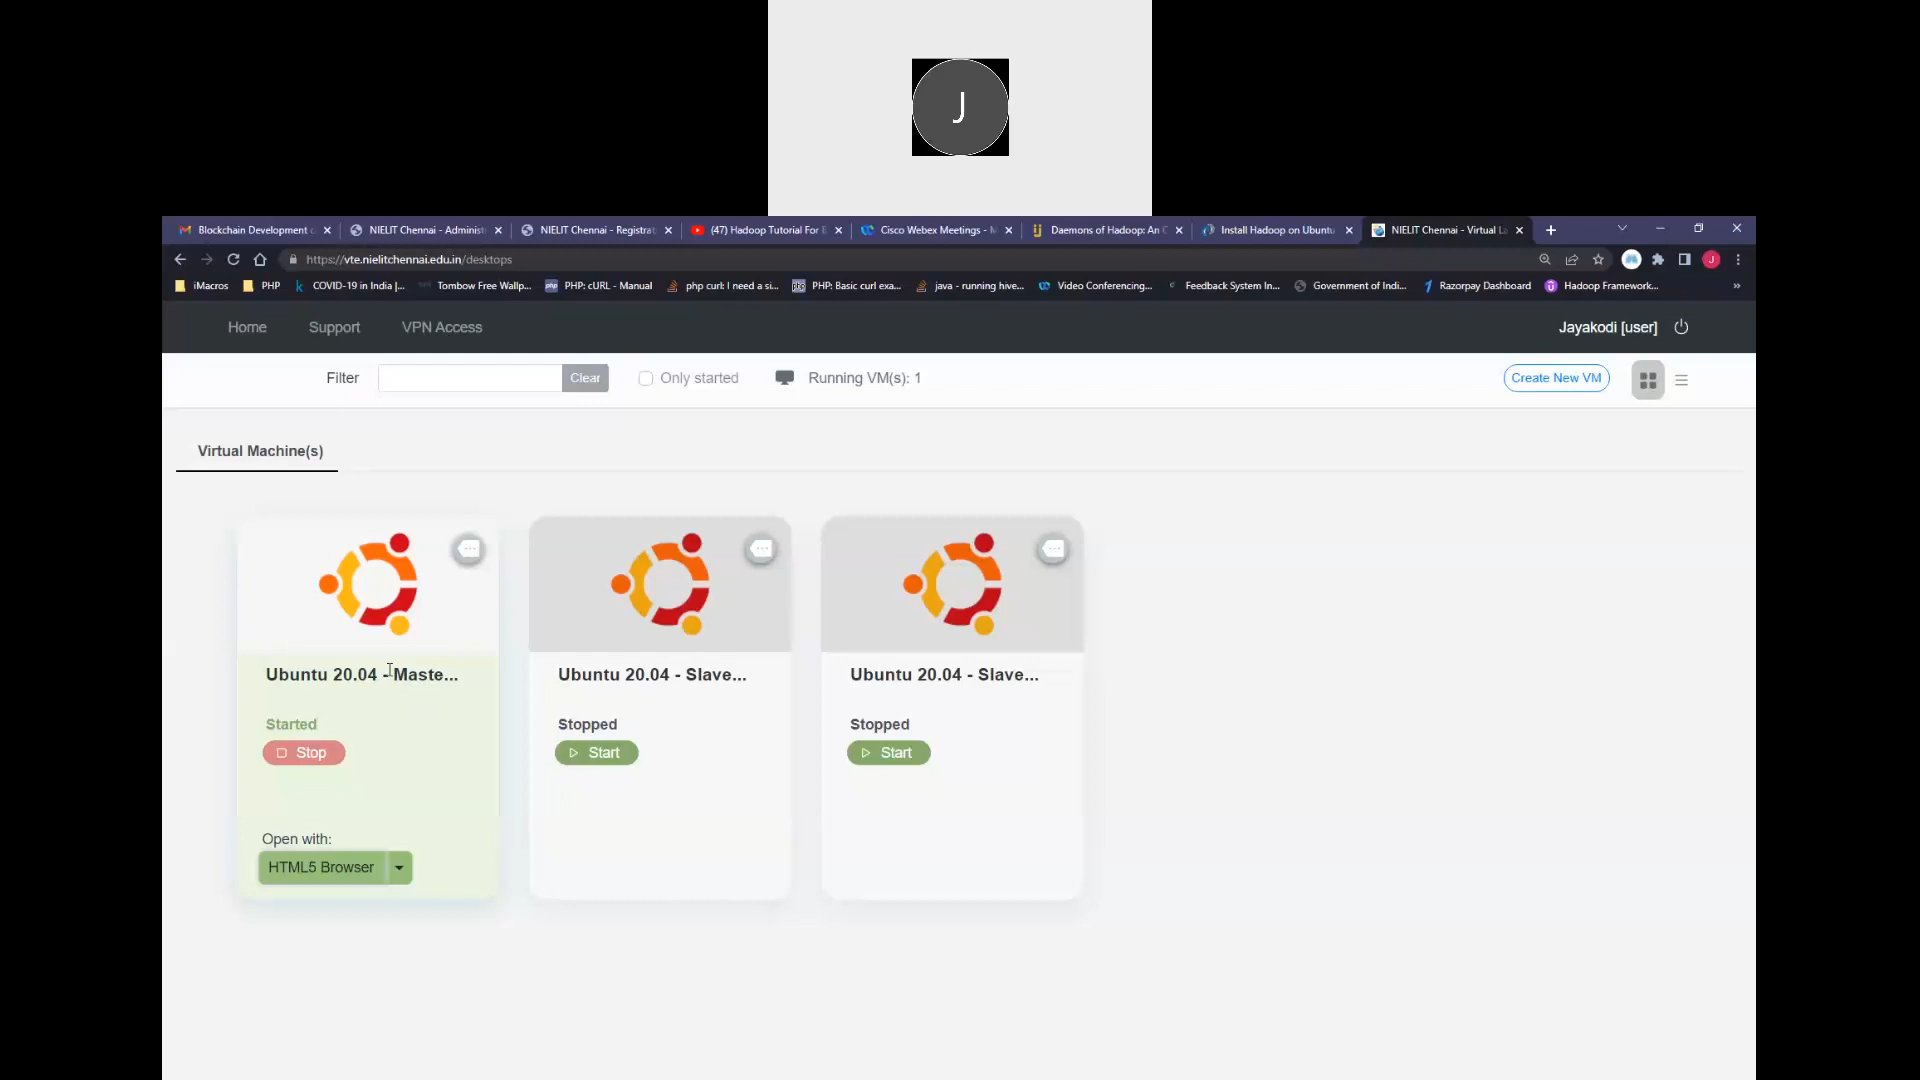 J
Blockchain Development c
NIELIT Chennai - Administ
NIELIT Chennai - Registrat
(47) Hadoop Tutorial For B
Cisco Webex Meetings - M
Daemons of Hadoop: An C
Install Hadoop on Ubuntu
NIELIT Chennai - Virtual La
https://vte.nielitchennai.edu.in/desktops
J
iMacros
PHP
COVID-19 in India |...
Tombow Free Wallp...
PHP: cURL - Manual
php curl: I need a si...
PHP: Basic curl exa...
java - running hive...
Video Conferencing...
Feedback System In...
Government of Indi...
Razorpay Dashboard
Hadoop Framework...
»
Home
Support
VPN Access
Jayakodi [user]
Filter
Clear
Only started
Running VM(s): 1
Create New VM
Virtual Machine(s)
Ubuntu 20.04 - Maste...
Started
Stop
Open with:
HTML5 Browser
Ubuntu 20.04 - Slave...
Stopped
Start
Ubuntu 20.04 - Slave...
Stopped
Start